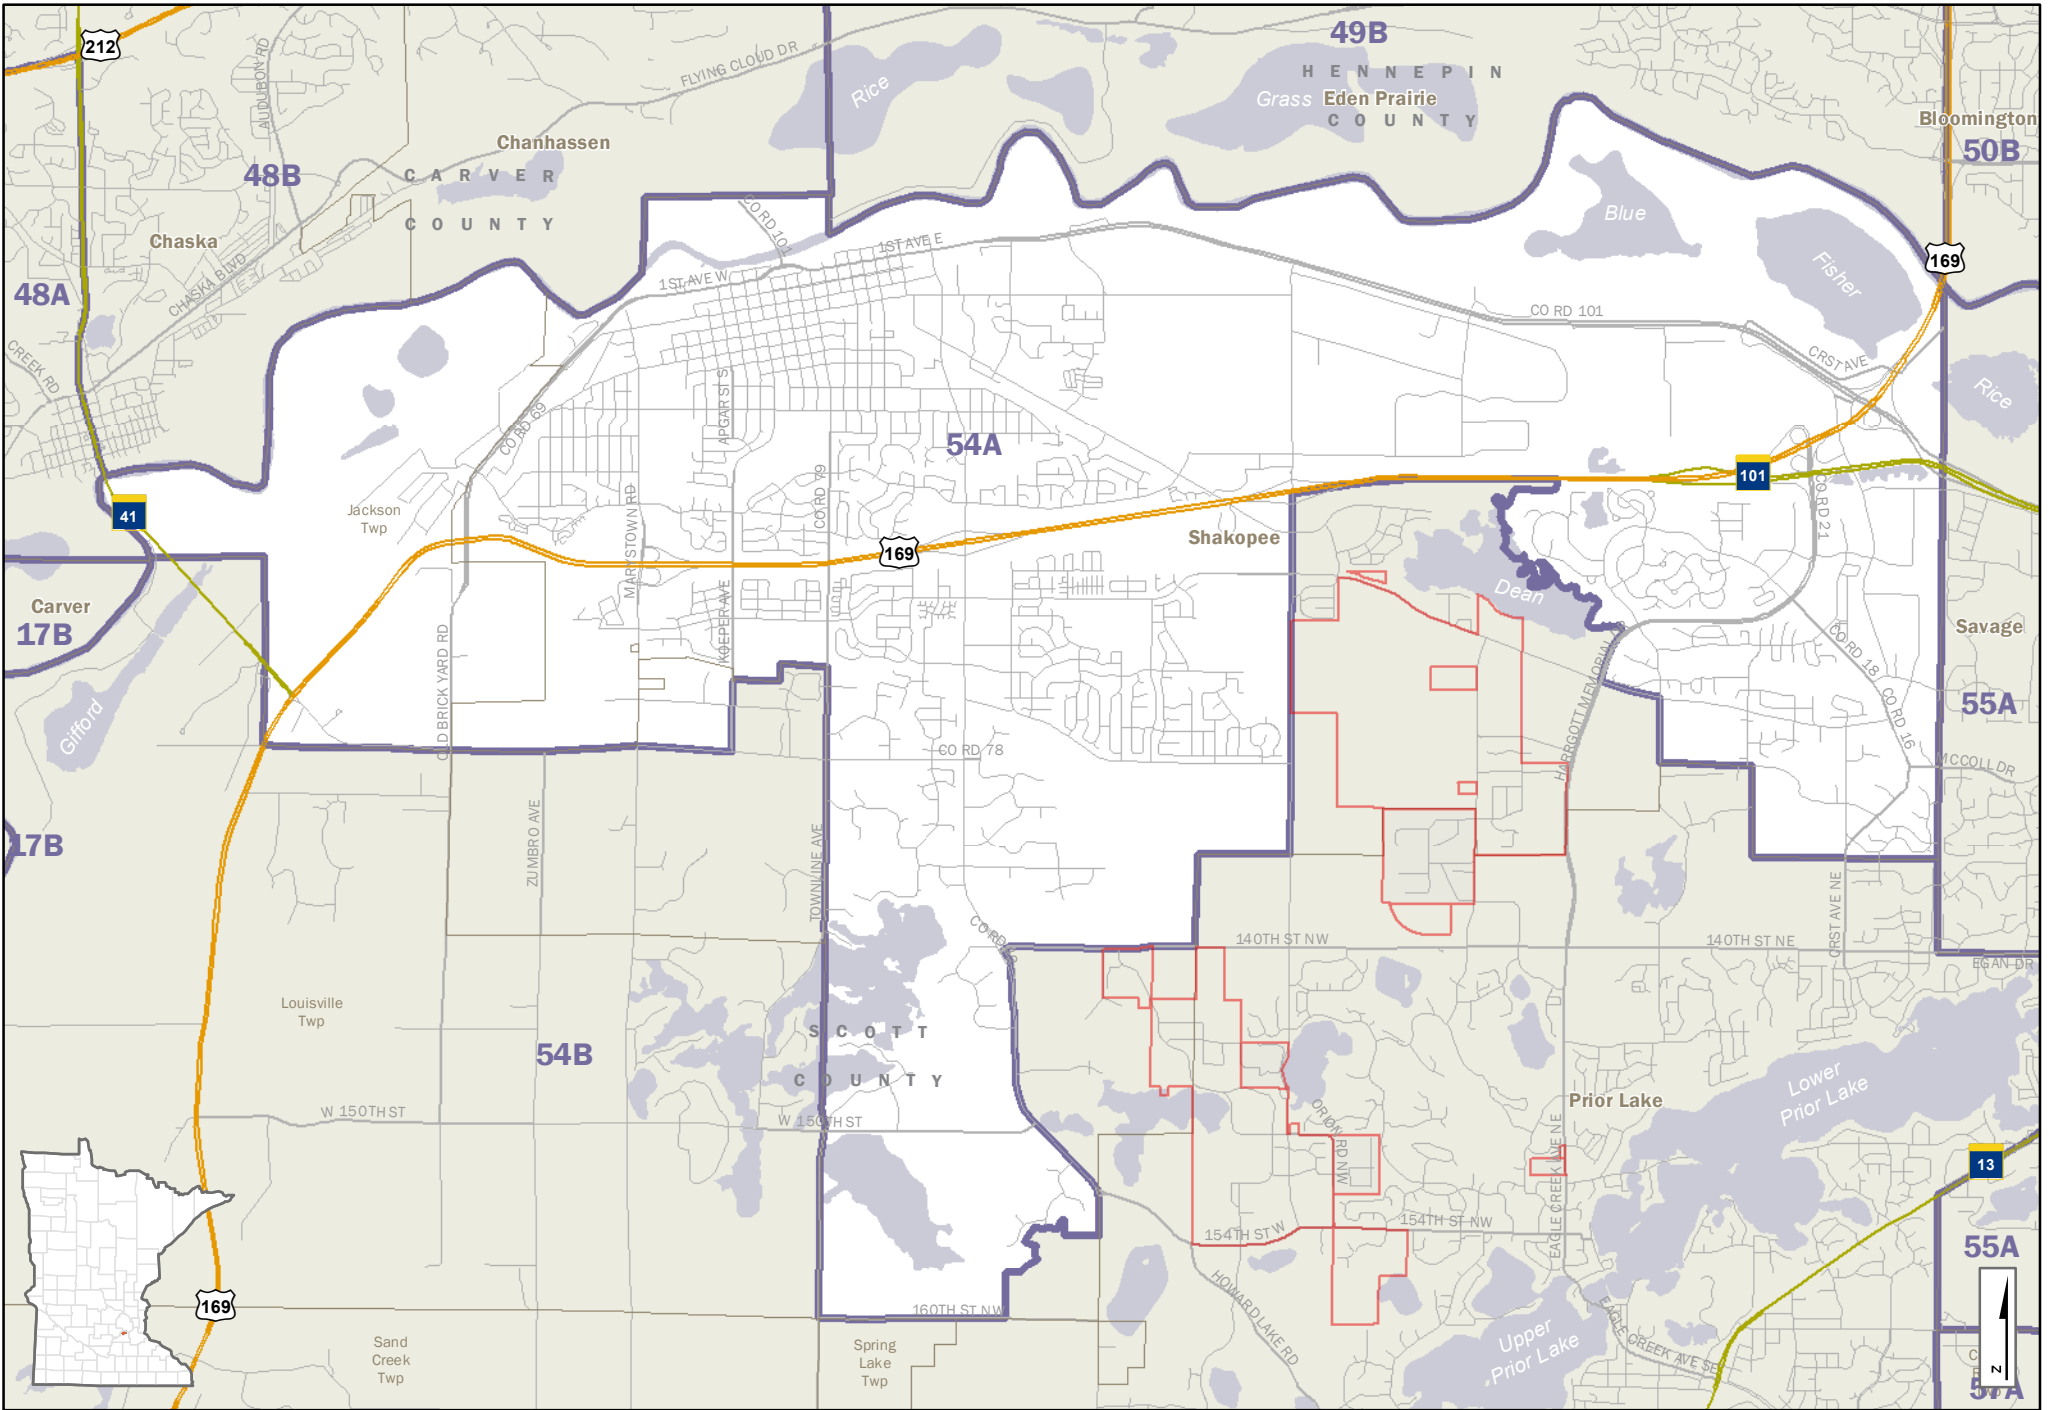 49B
212
HENNEPIN
Grass Eden Prairie
COUNTY
FLYING CLOUD DR
AUDUBON RD
Rice
Bloomington
50B
Chanhassen
48B
CARVER
COUNTY
Chaska
CO RD 101
Blue
1ST AVE E
169
Fisher
CHASKA BLVD
48A
1ST AVE W
CO RD 101
CREEK RD
CRST AVE
Rice
APGAR ST S
CO RD 69
54A
101
CO RD 79
41
Jackson
Twp
MARYSTOWN RD
CO RD 21
Shakopee
169
Dean
Carver
17B
KOEPER AVE
OLD BRICK YARD RD
Savage
CO RD 18
HARRGOTT MEMORIAL
55A
Gifford
CO RD 16
CO RD 78
MCCOLL DR
17B
ZUMBRO AVE
TOWNLINE AVE
CRST AVE NE
140TH ST NW
140TH ST NE
EGAN DR
Louisville
Twp
SCOTT
COUNTY
54B
Lower
Prior Lake
Prior Lake
W 150TH ST
W 150TH ST
ORION RD NW
EAGLE CREEK AVE NE
13
154TH ST W
154TH ST NW
55A
HOWARD LAKE RD
169
160TH ST NW
EAGLE CREEK AVE SE
Upper
Prior Lake
Sand
Creek
Twp
Spring
Lake
Twp
N